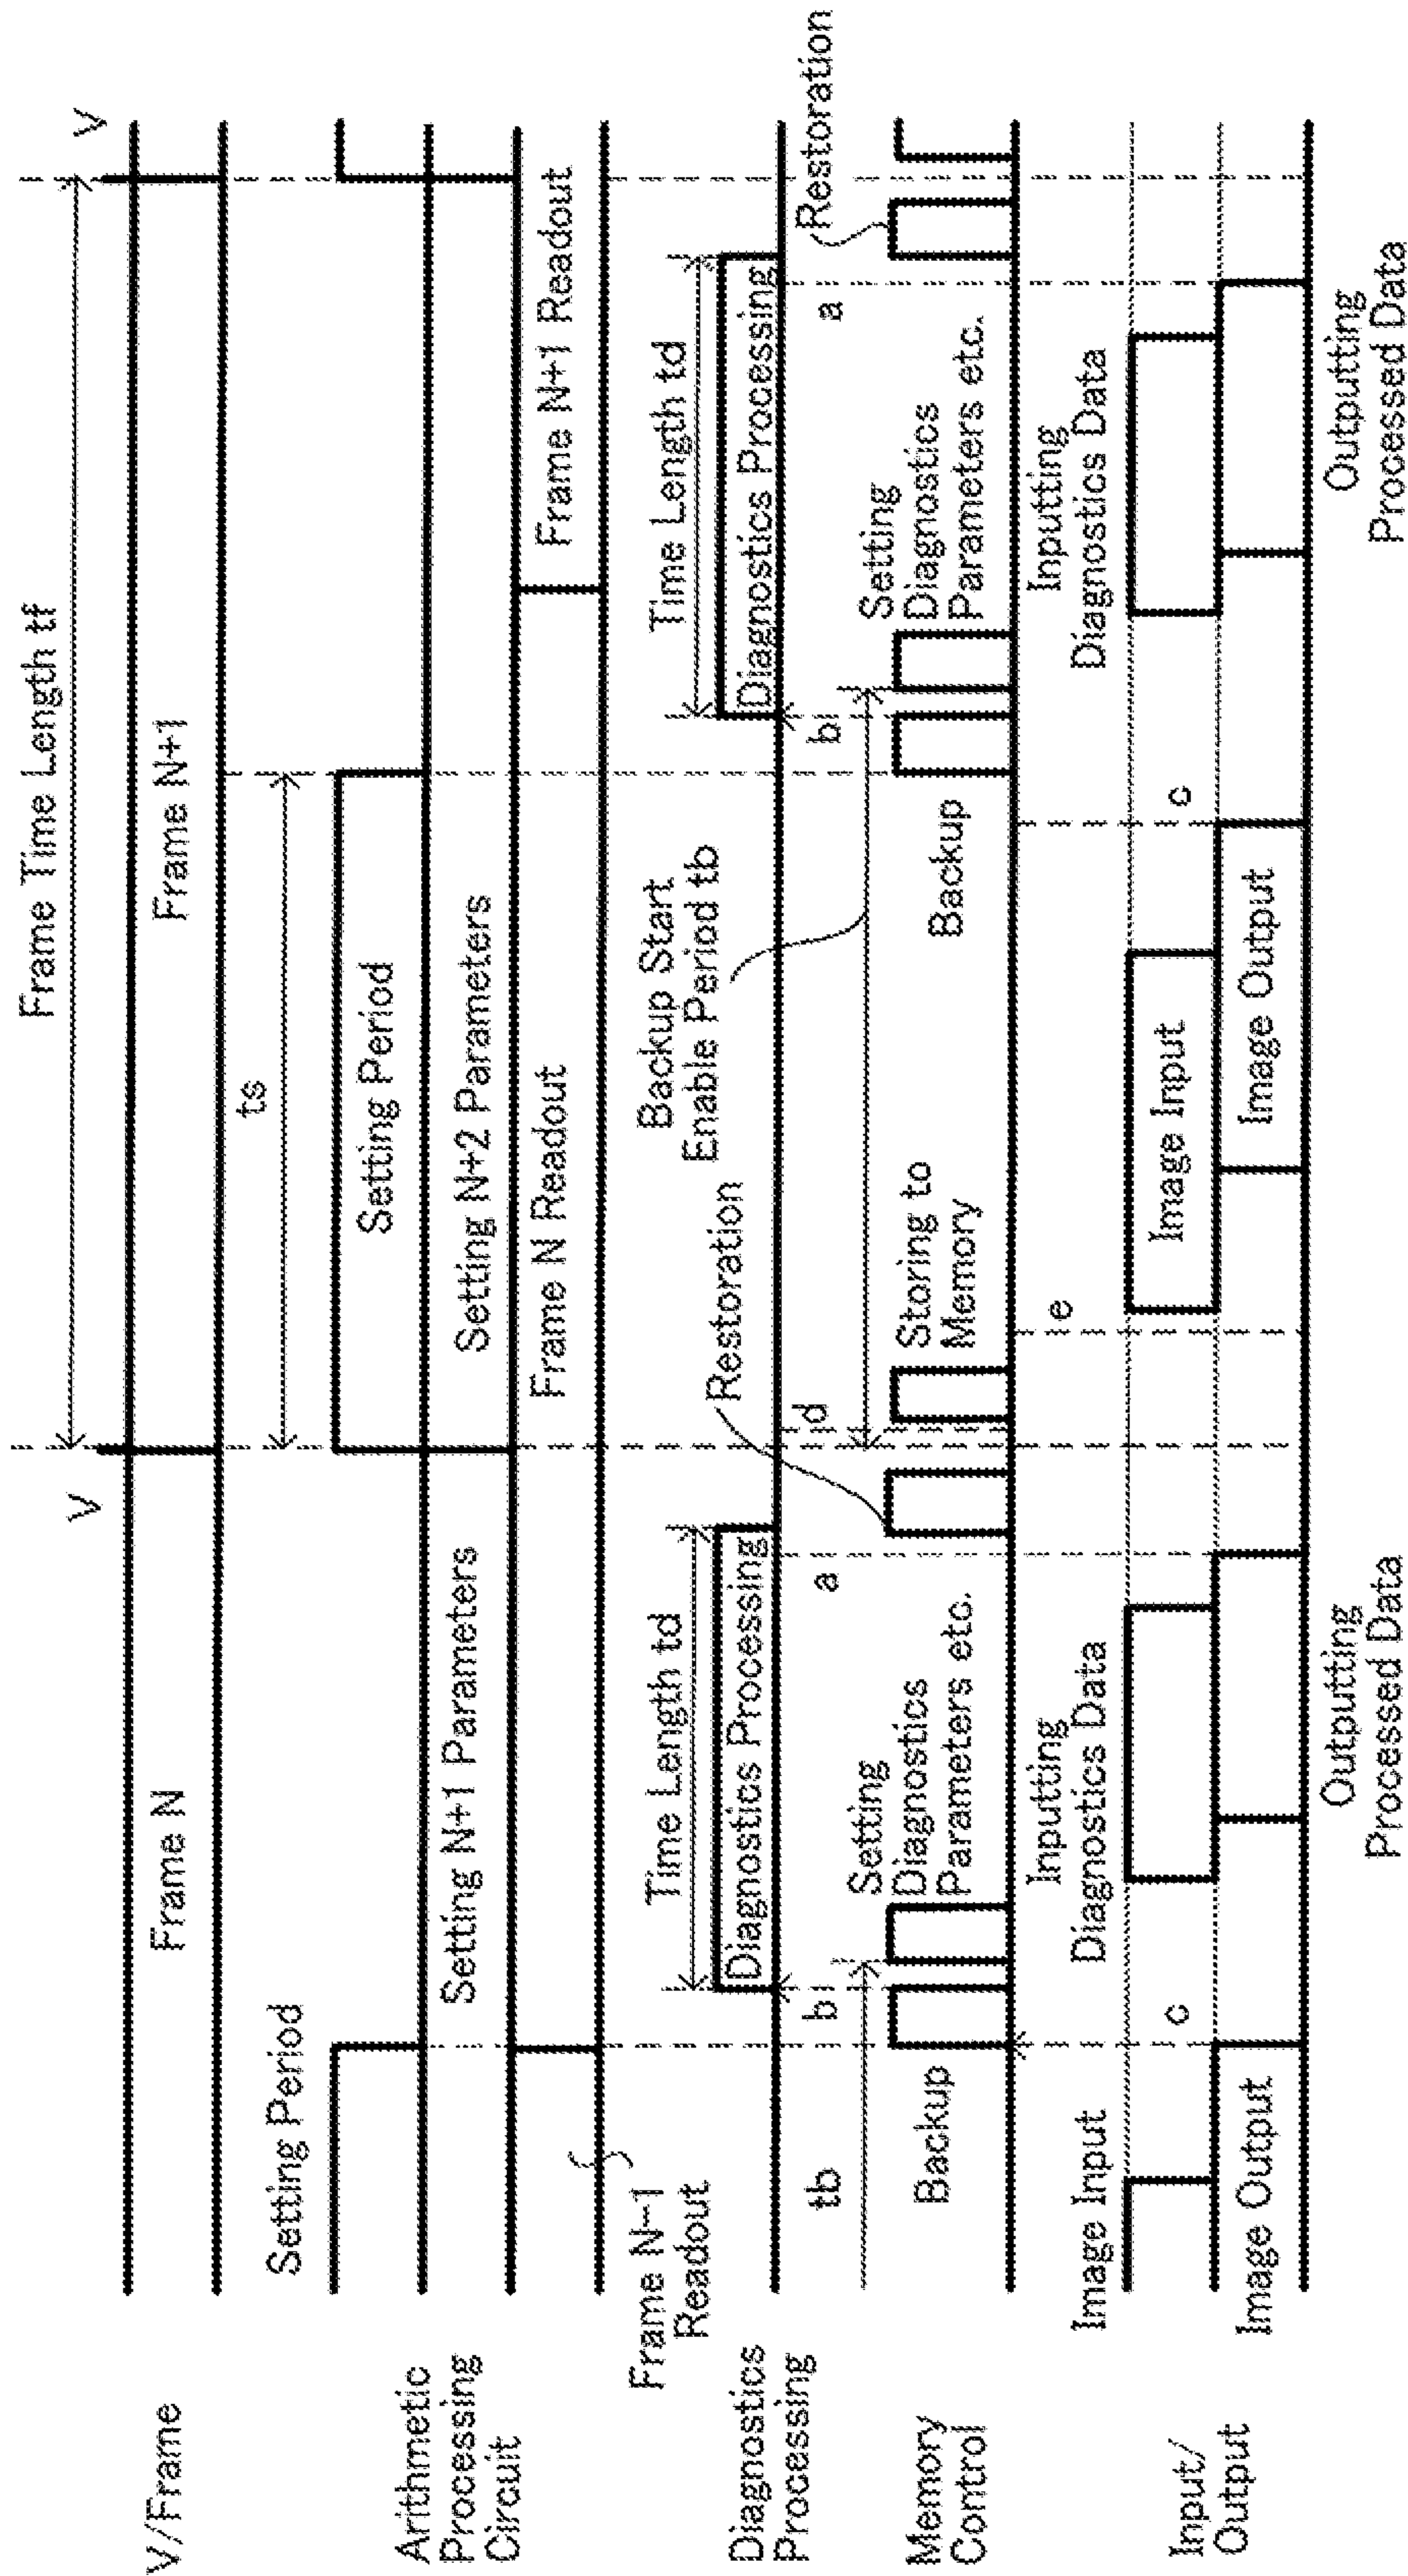 Frame Time Length tf
V
V
V/Frame
Frame N
Frame N+1
ts
Setting Period
Setting Period
Arithmetic
Processing
Circuit
Setting N+1 Parameters
Setting N+2 Parameters
Frame N-1
Readout
Frame N Readout
Frame N+1 Readout
Diagnostics
Processing
Time Length td
Diagnostics Processing
Backup Start
Enable Period tb
Time Length td
Diagnostics Processing
tb
b
a
Restoration
d
b
a
Restoration
Memory
Control
Backup
Setting
Diagnostics
Parameters etc.
Storing to
Memory
Backup
Setting
Diagnostics
Parameters etc.
Input/
Output
Image Input
Image Output
c
Inputting
Diagnostics Data
Outputting
Processed Data
e
Image Input
Image Output
c
Inputting
Diagnostics Data
Outputting
Processed Data